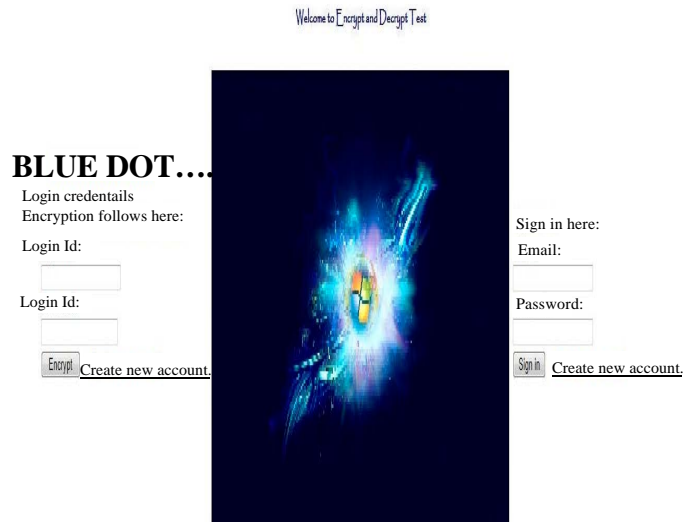 Welcome to Encrypt and Decrypt Test
BLUE DOT….
Login credentails
Encryption follows here:
Login Id:
Login Id:
Encrypt Create new account.
Sign in here:
Email:
Password:
Sign in Create new account.